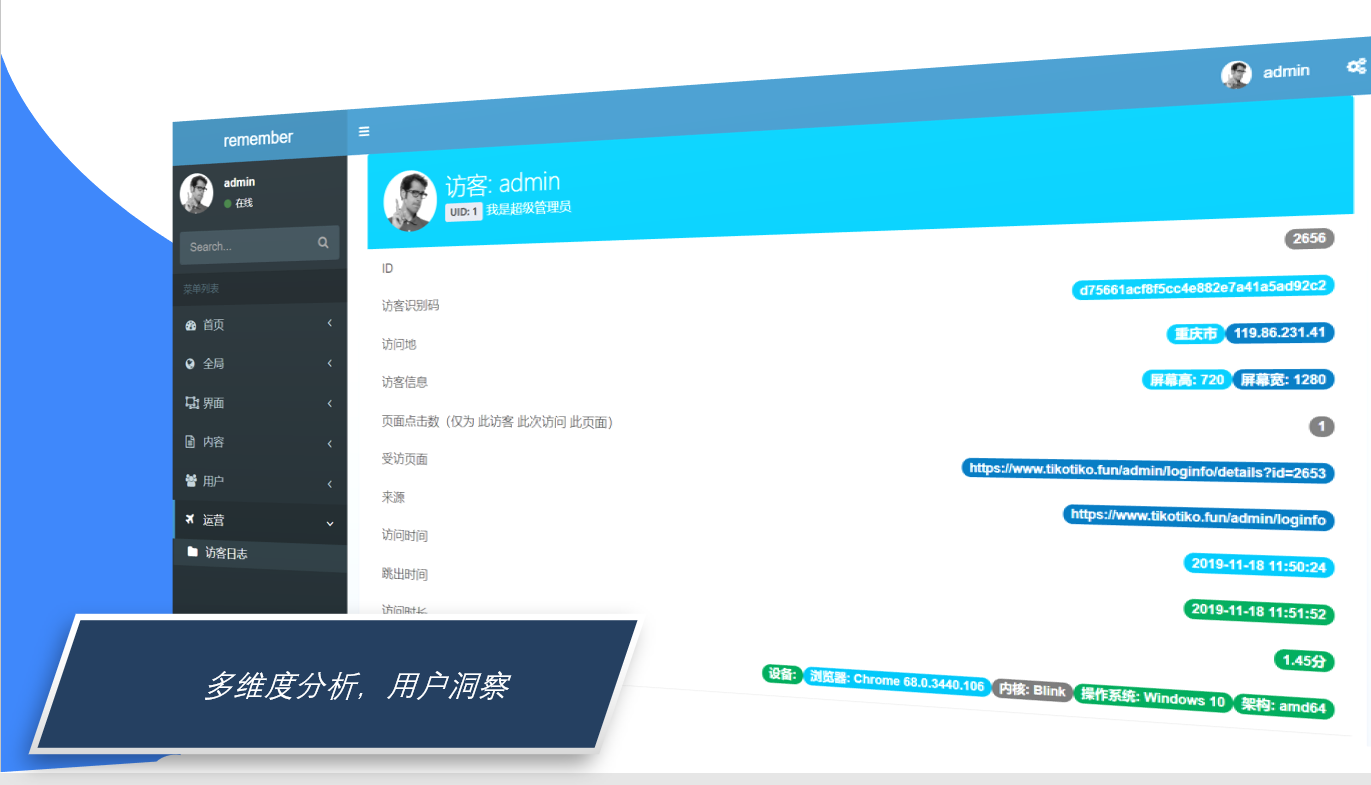 admin
remember
admin
在线
Search...
菜单列表
首页
全局
界面
内容
用户
运营
访客日志
访客: admin
UID: 1 我是超级管理员
ID
2656
访客识别码
d75661acf8f5cc4e882e7a41a5ad92c2
访问地
重庆市 119.86.231.41
访客信息
屏幕高: 720 屏幕宽: 1280
页面点击数（仅为 此访客 此次访问 此页面）
1
受访页面
https://www.tikotiko.fun/admin/loginfo/details?id=2653
来源
https://www.tikotiko.fun/admin/loginfo
访问时间
2019-11-18 11:50:24
跳出时间
2019-11-18 11:51:52
访问时长
1.45分
设备: 浏览器: Chrome 68.0.3440.106 内核: Blink 操作系统: Windows 10 架构: amd64
多维度分析，用户洞察